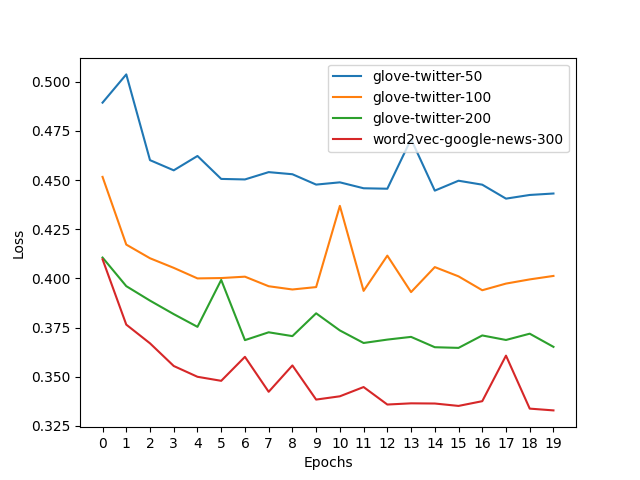 0.500
0.475
0.450
0.425
0.400
0.375
0.350
0.325
Loss
glove-twitter-50
glove-twitter-100
glove-twitter-200
word2vec-google-news-300
0 1 2 3 4 5 6 7 8 9 10 11 12 13 14 15 16 17 18 19
Epochs